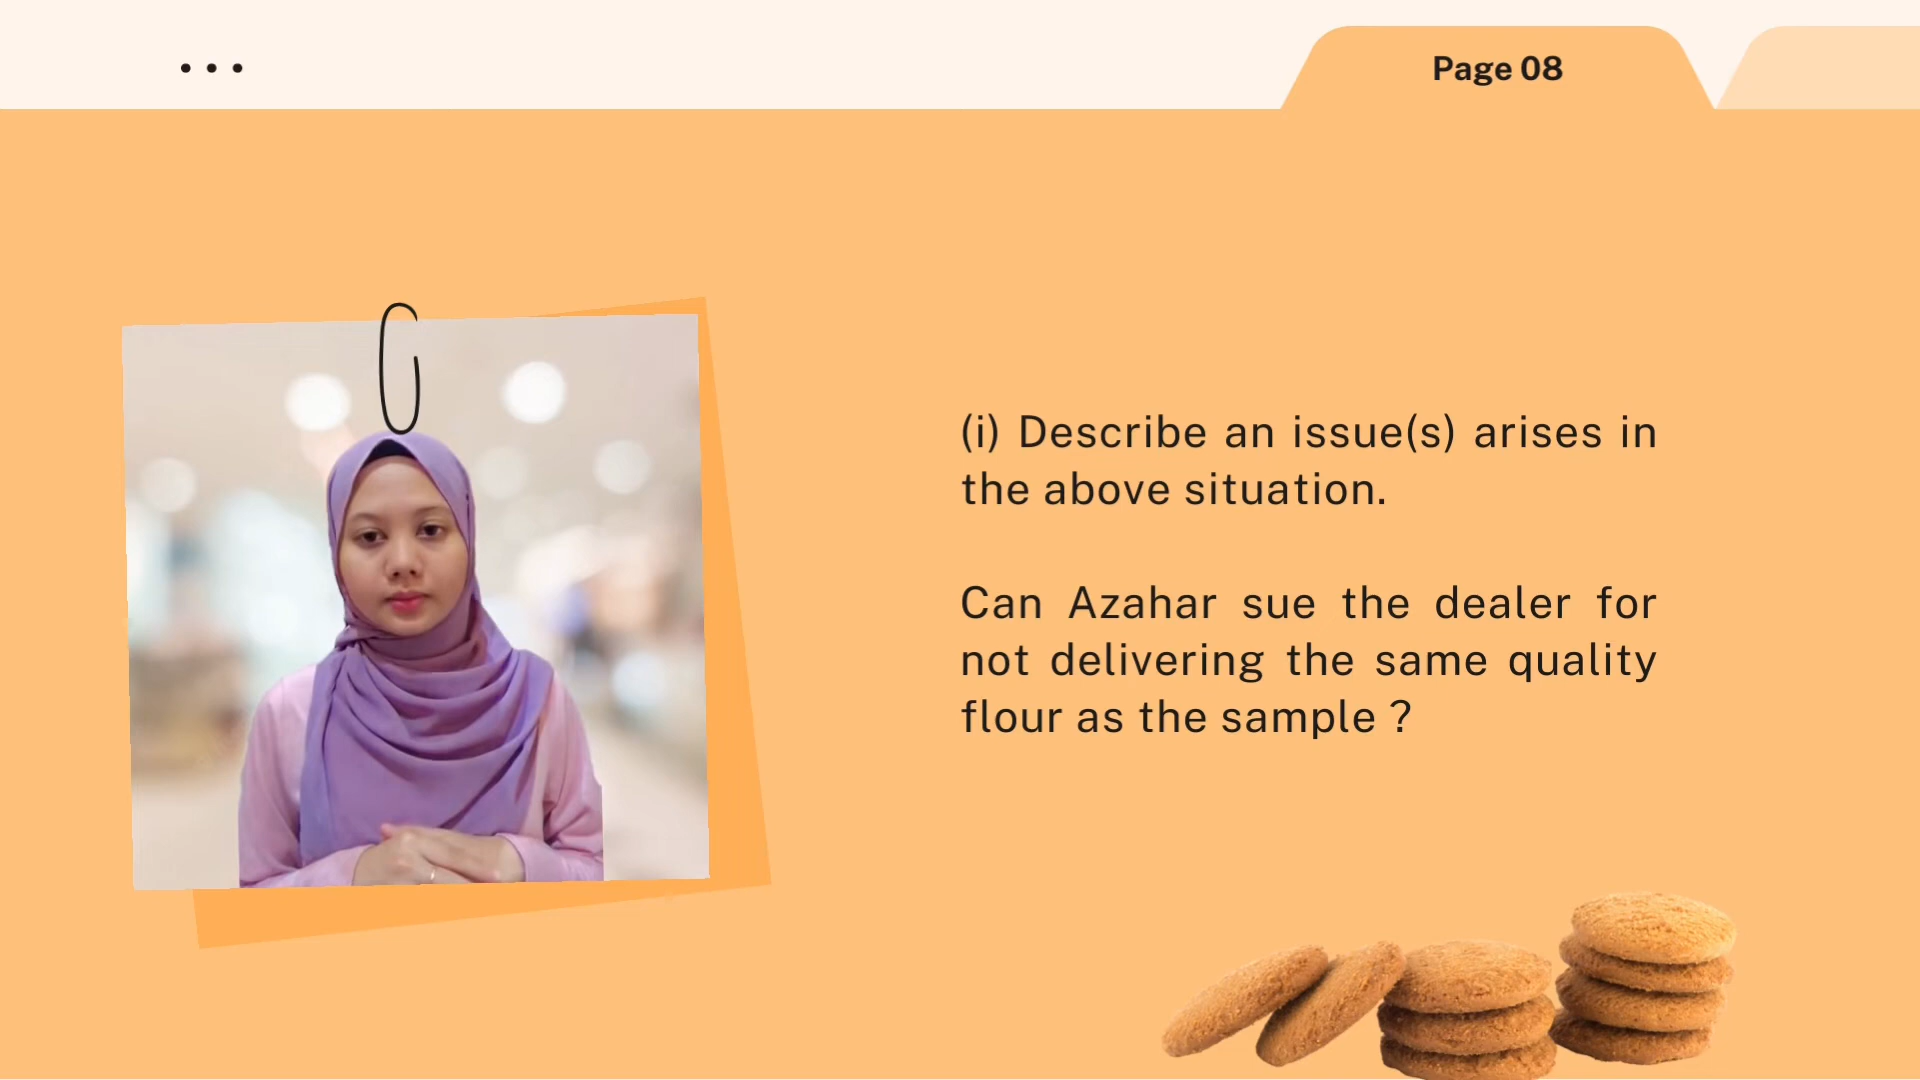 Page 08
(i) Describe an issue(s) arises in
the above situation.
Can Azahar sue the dealer for
not delivering the same quality
flour as the sample ?